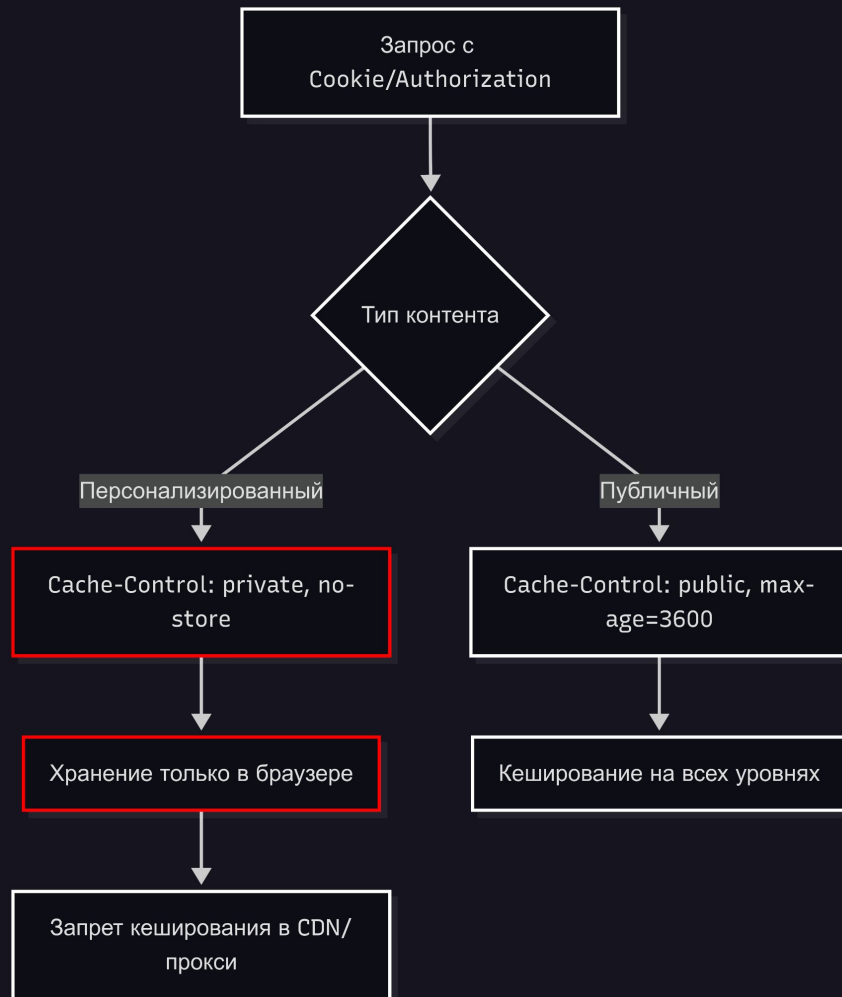 Запрос с
Cookie/Authorization
Тип контента
Персонализированный
Публичный
Cache-Control: private, no-
store
Cache-Control: public, max-
age=3600
Хранение только в браузере
Кеширование на всех уровнях
Запрет кеширования в CDN/
прокси